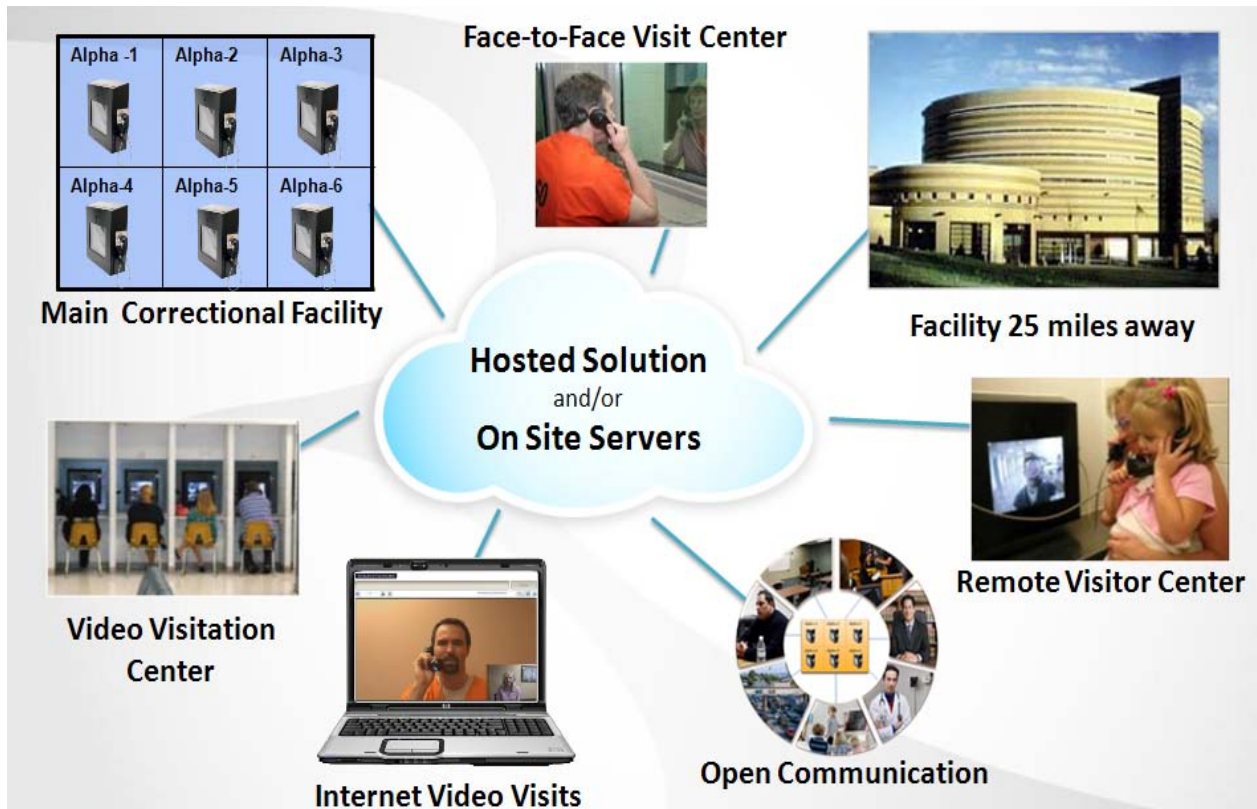 Alpha -1
Alpha-2
Alpha-3
Alpha-4
Alpha-5
Alpha-6
Main Correctional Facility
Face-to-Face Visit Center
Facility 25 miles away
Hosted Solution
and/or
On Site Servers
Video Visitation
Center
Remote Visitor Center
Internet Video Visits
Open Communication